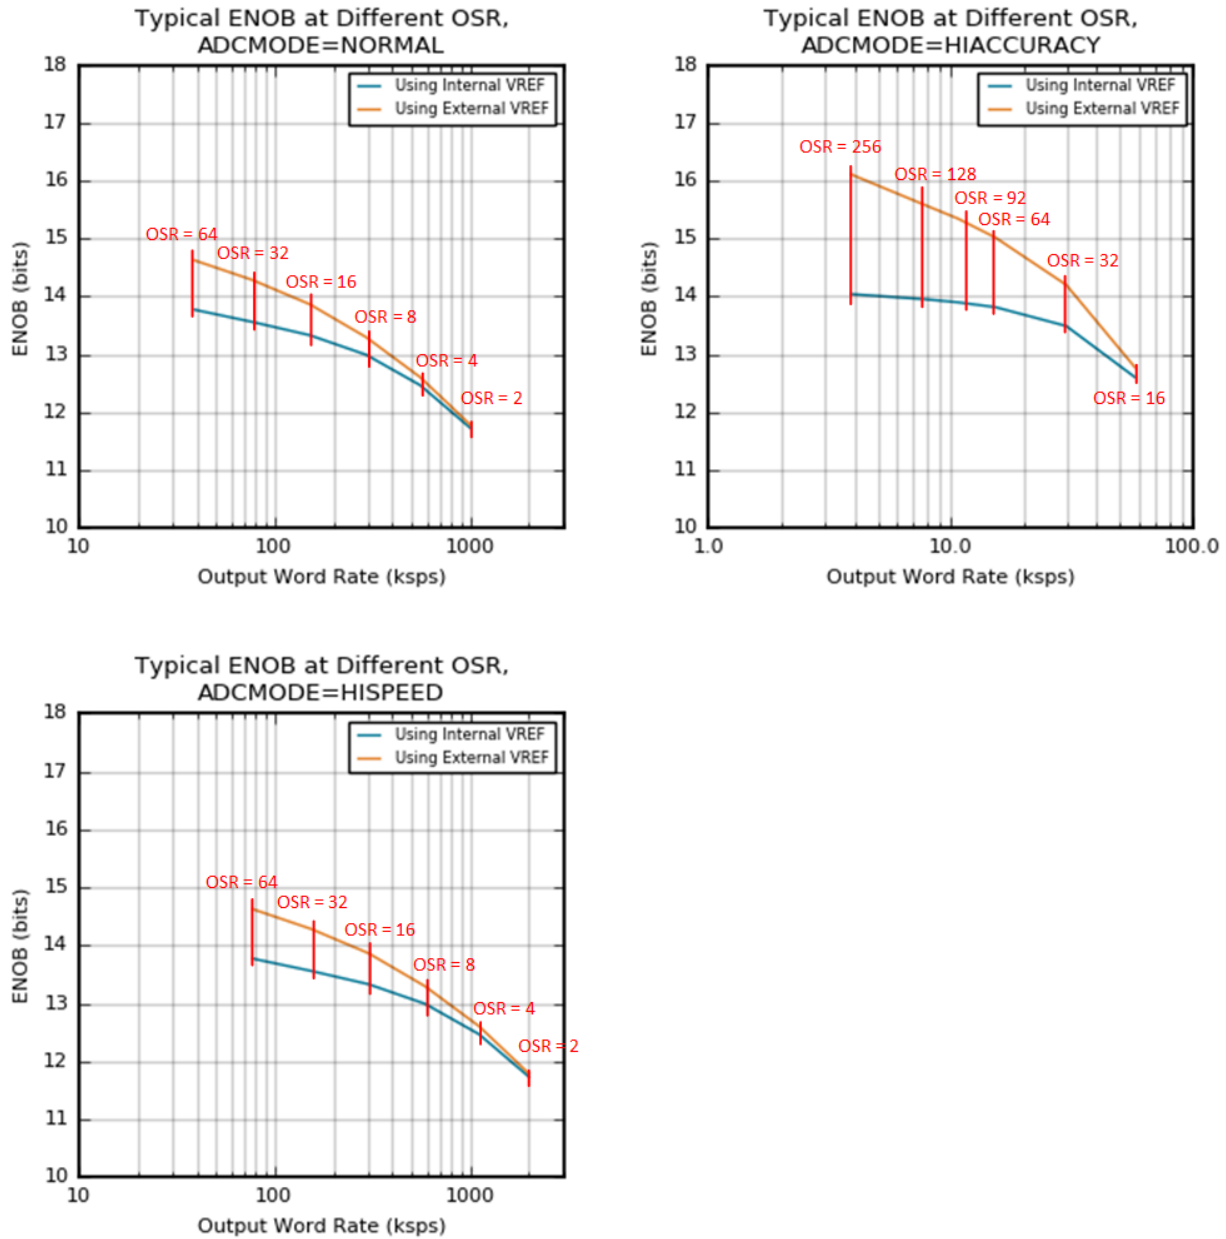 Typical ENOB at Different OSR,
ADCMODE=NORMAL
18
17
16
15
14
13
12
11
10
ENOB (bits)
Using Internal VREF
Using External VREF
OSR = 64
OSR = 32
OSR = 16
OSR = 8
OSR = 4
OSR = 2
10
100
1000
Output Word Rate (ksps)
Typical ENOB at Different OSR,
ADCMODE=HIACCURACY
18
17
16
15
14
13
12
11
10
ENOB (bits)
Using Internal VREF
Using External VREF
OSR = 256
OSR = 128
OSR = 92
OSR = 64
OSR = 32
OSR = 16
1.0
10.0
100.0
Output Word Rate (ksps)
Typical ENOB at Different OSR,
ADCMODE=HISPEED
18
17
16
15
14
13
12
11
10
ENOB (bits)
Using Internal VREF
Using External VREF
OSR = 64
OSR = 32
OSR = 16
OSR = 8
OSR = 4
OSR = 2
10
100
1000
Output Word Rate (ksps)